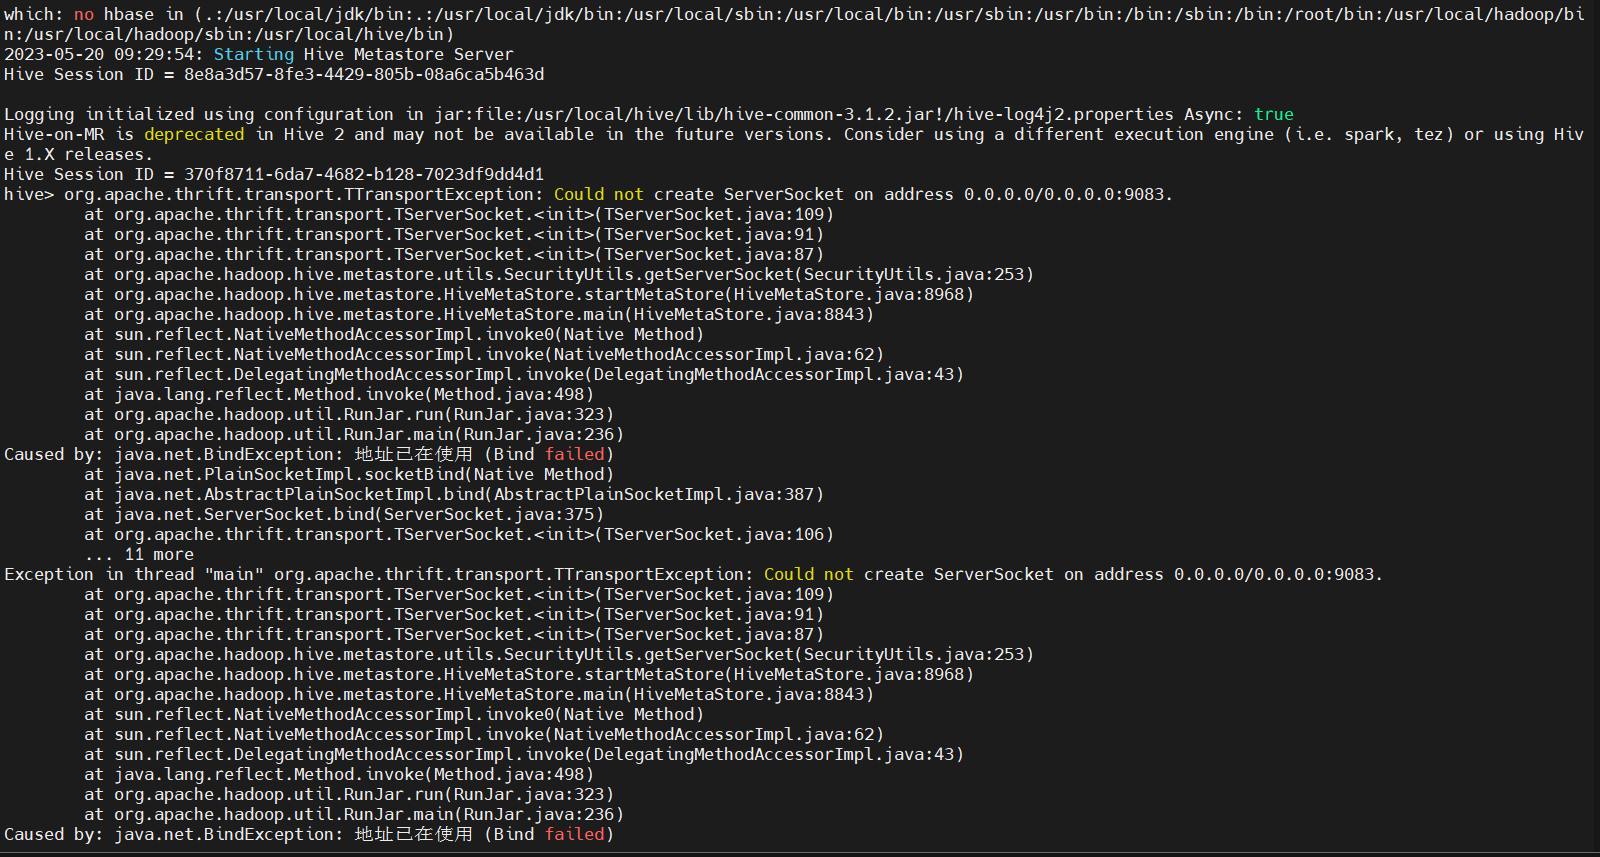 which: no hbase in (.:/usr/local/jdk/bin:.:/usr/local/jdk/bin:/usr/local/sbin:/usr/local/bin:/usr/sbin:/usr/bin:/bin:/sbin:/bin:/root/bin:/usr/local/hadoop/bi
n:/usr/local/hadoop/sbin:/usr/local/hive/bin)
2023-05-20 09:29:54: Starting Hive Metastore Server
Hive Session ID = 8e8a3d57-8fe3-4429-805b-08a6ca5b463d
Logging initialized using configuration in jar:file:/usr/local/hive/lib/hive-common-3.1.2.jar!/hive-log4j2.properties Async: true
Hive-on-MR is deprecated in Hive 2 and may not be available in the future versions. Consider using a different execution engine (i.e. spark, tez) or using Hiv
e 1.X releases.
Hive Session ID = 370f8711-6da7-4682-b128-7023df9dd4d1
hive> org.apache.thrift.transport.TTransportException: Could not create ServerSocket on address 0.0.0.0/0.0.0.0:9083.
at org.apache.thrift.transport.TServerSocket.<init>(TServerSocket.java:109)
at org.apache.thrift.transport.TServerSocket.<init>(TServerSocket.java:91)
at org.apache.thrift.transport.TServerSocket.<init>(TServerSocket.java:87)
at org.apache.hadoop.hive.metastore.utils.SecurityUtils.getServerSocket(SecurityUtils.java:253)
at org.apache.hadoop.hive.metastore.HiveMetaStore.startMetaStore(HiveMetaStore.java:8968)
at org.apache.hadoop.hive.metastore.HiveMetaStore.main(HiveMetaStore.java:8843)
at sun.reflect.NativeMethodAccessorImpl.invoke0(Native Method)
at sun.reflect.NativeMethodAccessorImpl.invoke(NativeMethodAccessorImpl.java:62)
at sun.reflect.DelegatingMethodAccessorImpl.invoke(DelegatingMethodAccessorImpl.java:43)
at java.lang.reflect.Method.invoke(Method.java:498)
at org.apache.hadoop.util.RunJar.run(RunJar.java:323)
at org.apache.hadoop.util.RunJar.main(RunJar.java:236)
Caused by: java.net.BindException: 地址已在使用 (Bind failed)
at java.net.PlainSocketImpl.socketBind(Native Method)
at java.net.AbstractPlainSocketImpl.bind(AbstractPlainSocketImpl.java:387)
at java.net.ServerSocket.bind(ServerSocket.java:375)
at org.apache.thrift.transport.TServerSocket.<init>(TServerSocket.java:106)
... 11 more
Exception in thread "main" org.apache.thrift.transport.TTransportException: Could not create ServerSocket on address 0.0.0.0/0.0.0.0:9083.
at org.apache.thrift.transport.TServerSocket.<init>(TServerSocket.java:109)
at org.apache.thrift.transport.TServerSocket.<init>(TServerSocket.java:91)
at org.apache.thrift.transport.TServerSocket.<init>(TServerSocket.java:87)
at org.apache.hadoop.hive.metastore.utils.SecurityUtils.getServerSocket(SecurityUtils.java:253)
at org.apache.hadoop.hive.metastore.HiveMetaStore.startMetaStore(HiveMetaStore.java:8968)
at org.apache.hadoop.hive.metastore.HiveMetaStore.main(HiveMetaStore.java:8843)
at sun.reflect.NativeMethodAccessorImpl.invoke0(Native Method)
at sun.reflect.NativeMethodAccessorImpl.invoke(NativeMethodAccessorImpl.java:62)
at sun.reflect.DelegatingMethodAccessorImpl.invoke(DelegatingMethodAccessorImpl.java:43)
at java.lang.reflect.Method.invoke(Method.java:498)
at org.apache.hadoop.util.RunJar.run(RunJar.java:323)
at org.apache.hadoop.util.RunJar.main(RunJar.java:236)
Caused by: java.net.BindException: 地址已在使用 (Bind failed)